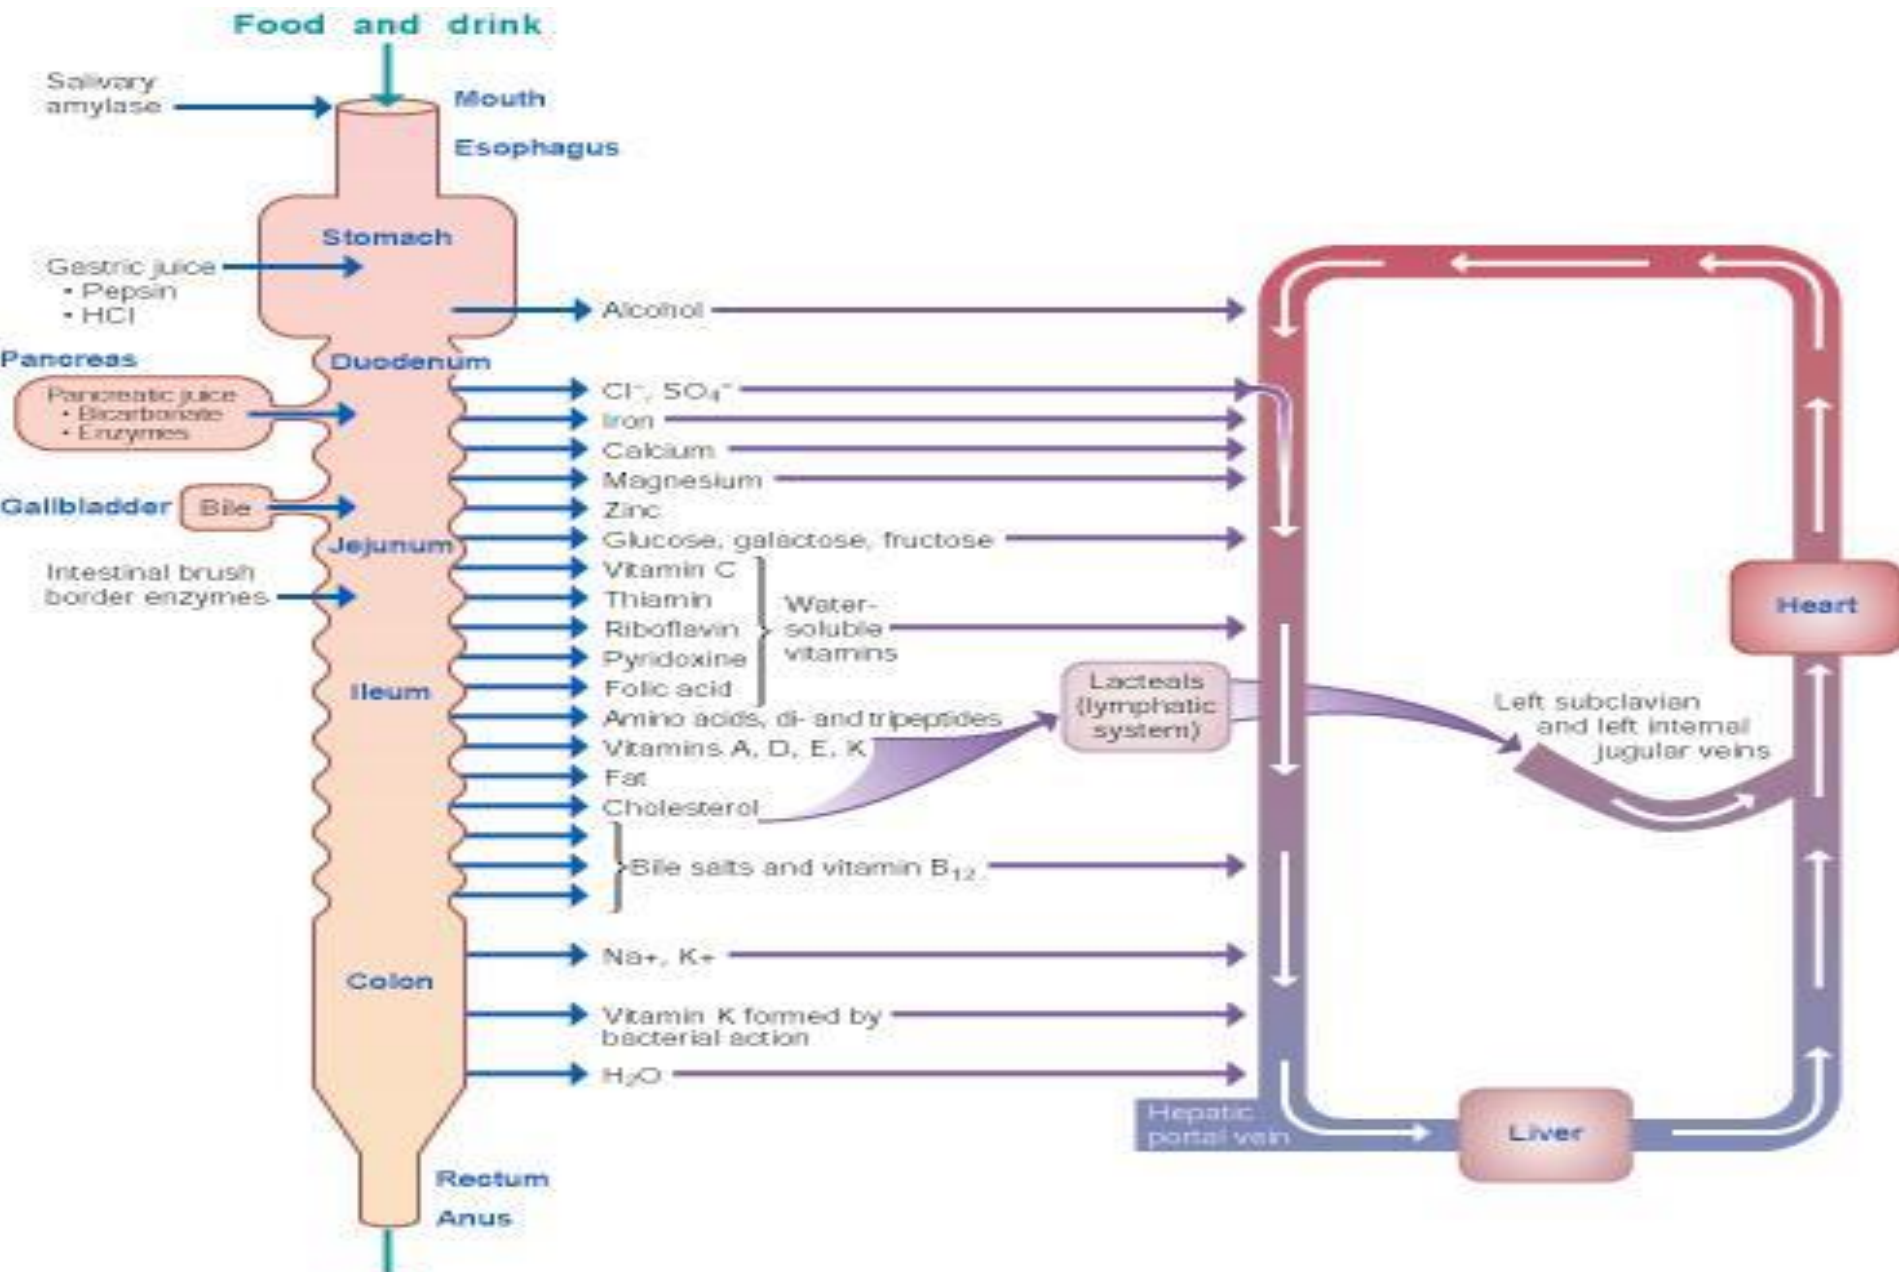 Food and drink
Salivary
amylase
Mouth
Esophagus
Stomach
Gastric juice
• Pepsin
• HCl
Alcohol
Pancreas
Duodenum
Pancreatic juice
• Bicarbonate
• Enzymes
Cl⁻, SO₄⁼
Iron
Calcium
Magnesium
Gallbladder
Bile
Zinc
Jejunum
Glucose, galactose, fructose
Intestinal brush
border enzymes
Vitamin C
Thiamin
Riboflavin
Pyridoxine
Folic acid
Water-
soluble
vitamins
Heart
Ileum
Amino acids, di- and tripeptides
Vitamins A, D, E, K
Fat
Cholesterol
Lacteals
(lymphatic
system)
Left subclavian
and left internal
jugular veins
Bile salts and vitamin B₁₂
Colon
Na+, K+
Vitamin K formed by
bacterial action
H₂O
Hepatic
portal vein
Liver
Rectum
Anus